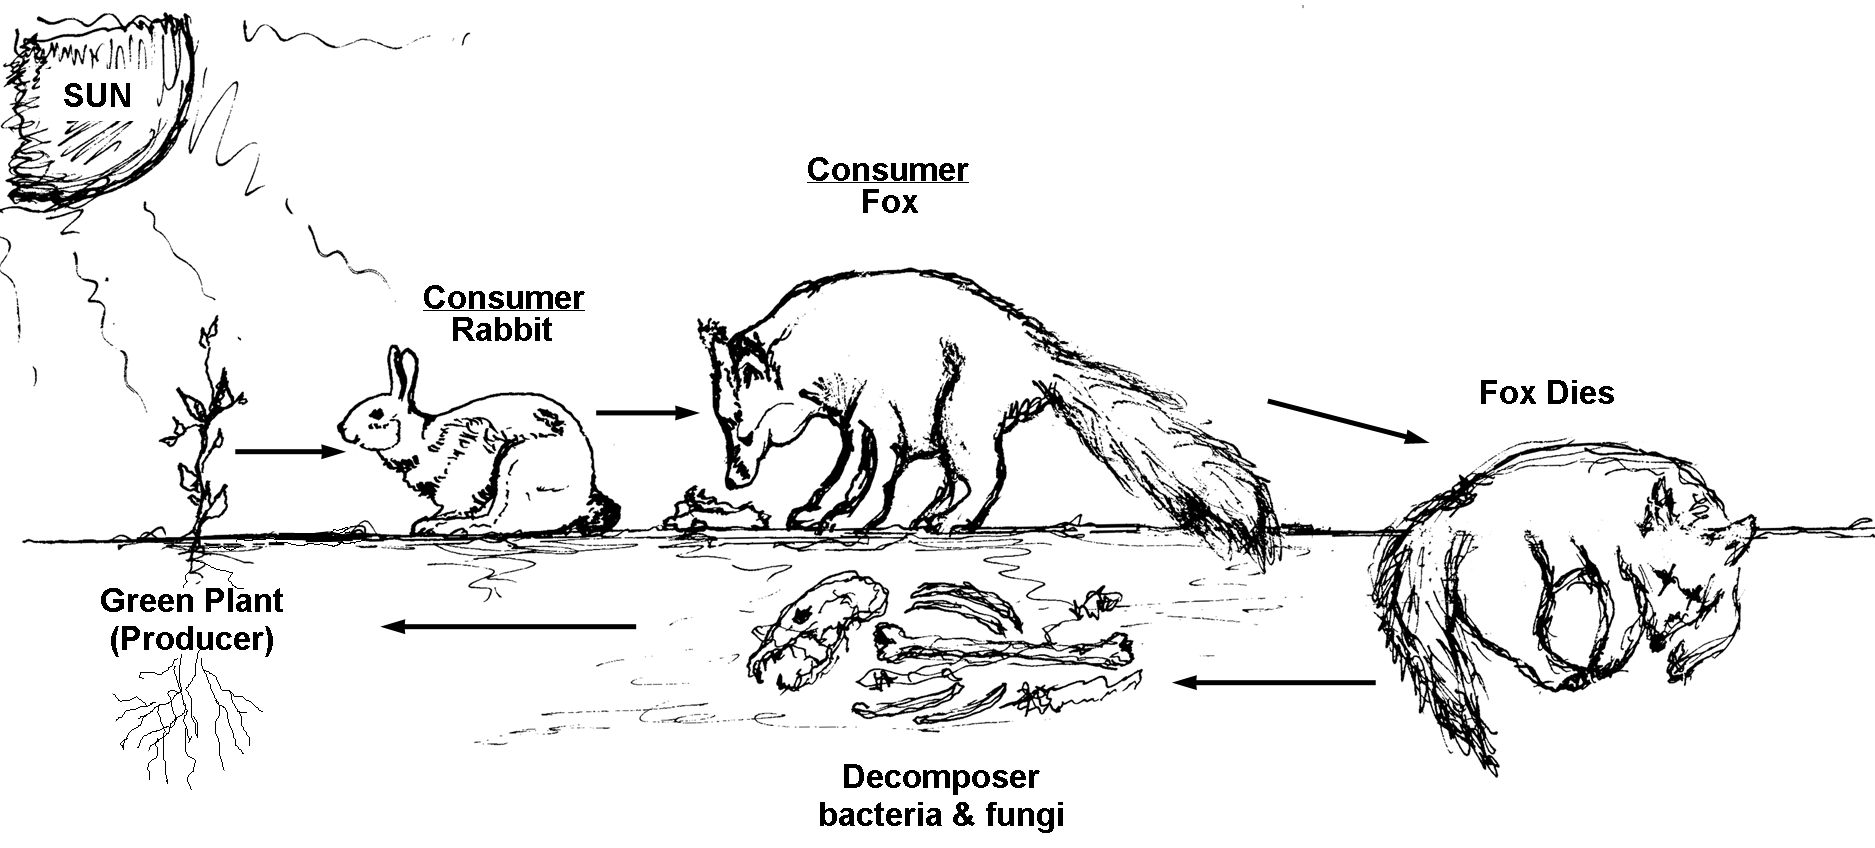 SUN
Consumer
Fox
Consumer
Rabbit
Fox Dies
Green Plant
(Producer)
Decomposer
bacteria & fungi